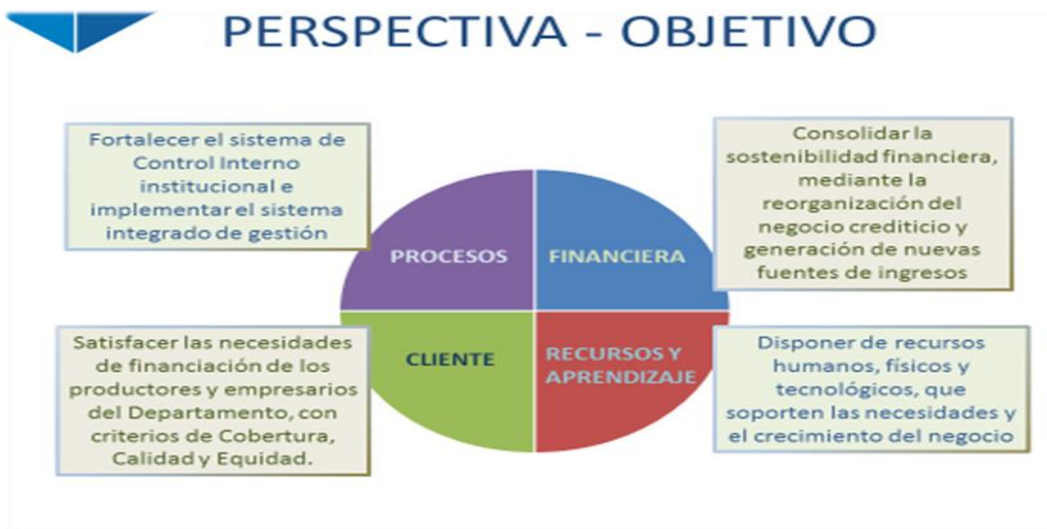 PERSPECTIVA - OBJETIVO
Fortalecer el sistema de
Control Interno
institucional e
implementar el sistema
integrado de gestión
Consolidar la
sostenibilidad financiera,
mediante la
reorganización del
negocio crediticio y
generación de nuevas
fuentes de ingresos
PROCESOS
FINANCIERA
CLIENTE
RECURSOS Y
APRENDIZAJE
Satisfacer las necesidades
de financiación de los
productores y empresarios
del Departamento, con
criterios de Cobertura,
Calidad y Equidad.
Disponer de recursos
humanos, físicos y
tecnológicos, que
soporten las necesidades y
el crecimiento del negocio